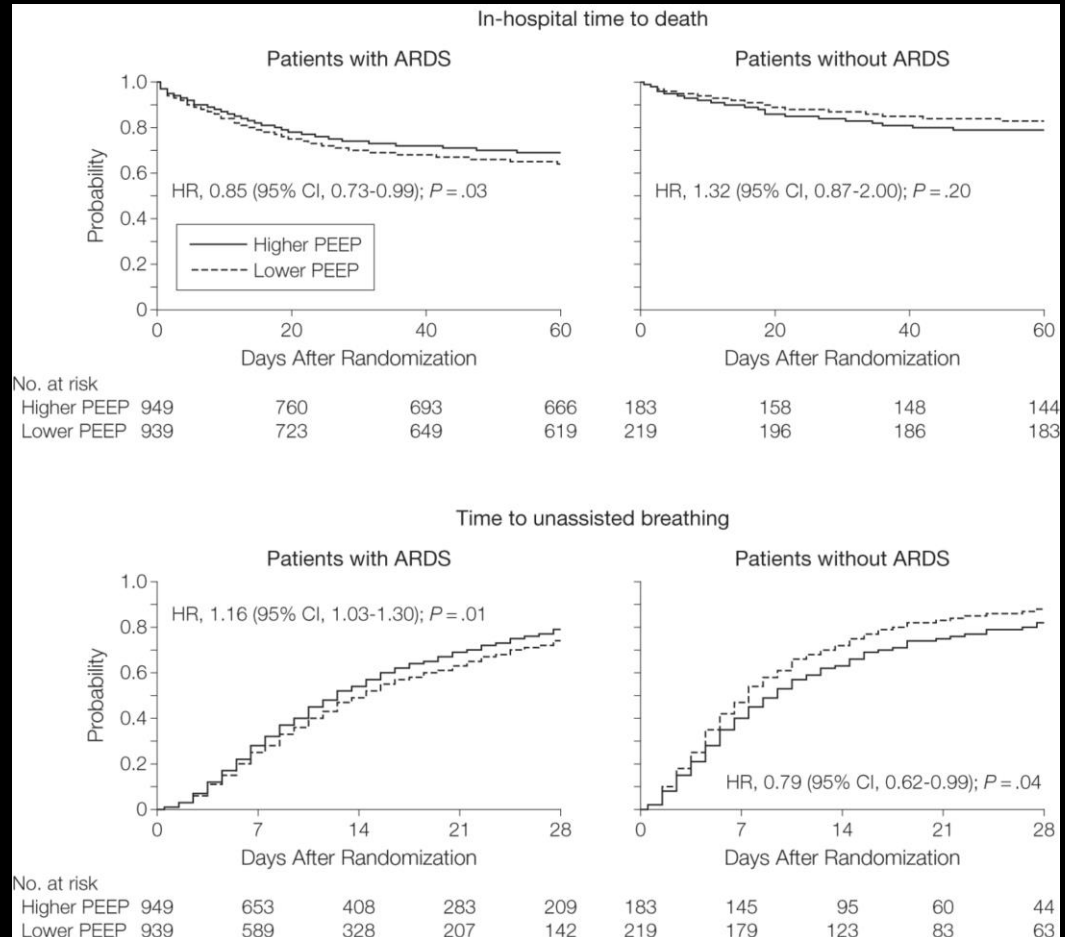 In-hospital time to death
Patients with ARDS
Patients without ARDS
1.0
0.8
0.6
0.4
0.2
0
Probability
HR, 0.85 (95% CI, 0.73-0.99); P = .03
HR, 1.32 (95% CI, 0.87-2.00); P = .20
Higher PEEP
Lower PEEP
0 20 40 60
0 20 40 60
Days After Randomization
Days After Randomization
No. at risk
Higher PEEP 949 760 693 666 183 158 148 144
Lower PEEP 939 723 649 619 219 196 186 183
Time to unassisted breathing
Patients with ARDS
Patients without ARDS
1.0
0.8
0.6
0.4
0.2
0
Probability
HR, 1.16 (95% CI, 1.03-1.30); P = .01
HR, 0.79 (95% CI, 0.62-0.99); P = .04
0 7 14 21 28
0 7 14 21 28
Days After Randomization
Days After Randomization
No. at risk
Higher PEEP 949 653 408 283 209 183 145 95 60 44
Lower PEEP 939 589 328 207 142 219 179 123 83 63